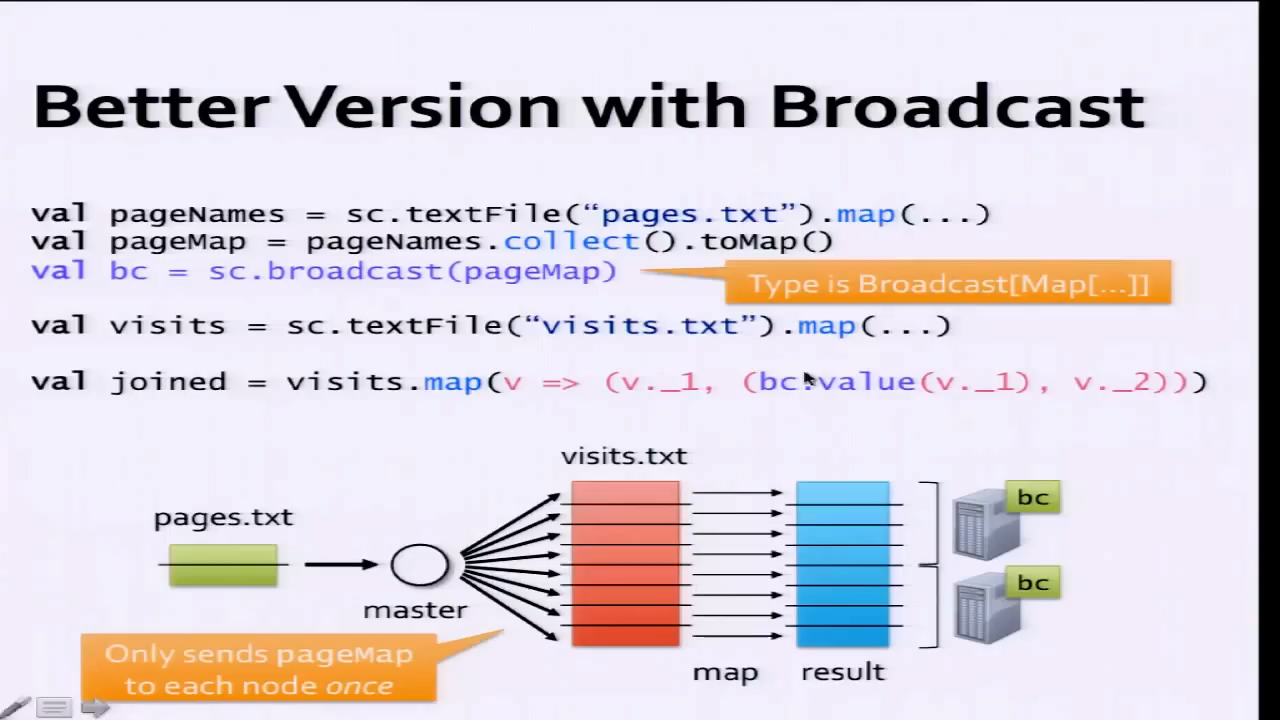 Better Version with Broadcast
val pageNames = sc.textFile(“pages.txt”).map(...)
val pageMap = pageNames.collect().toMap()
val bc = sc.broadcast(pageMap)
Type is Broadcast[Map[…]]
val visits = sc.textFile(“visits.txt”).map(...)
val joined = visits.map(v => (v._1, (bc.value(v._1), v._2)))
visits.txt
pages.txt
master
bc
bc
Only sends pageMap
to each node once
map
result